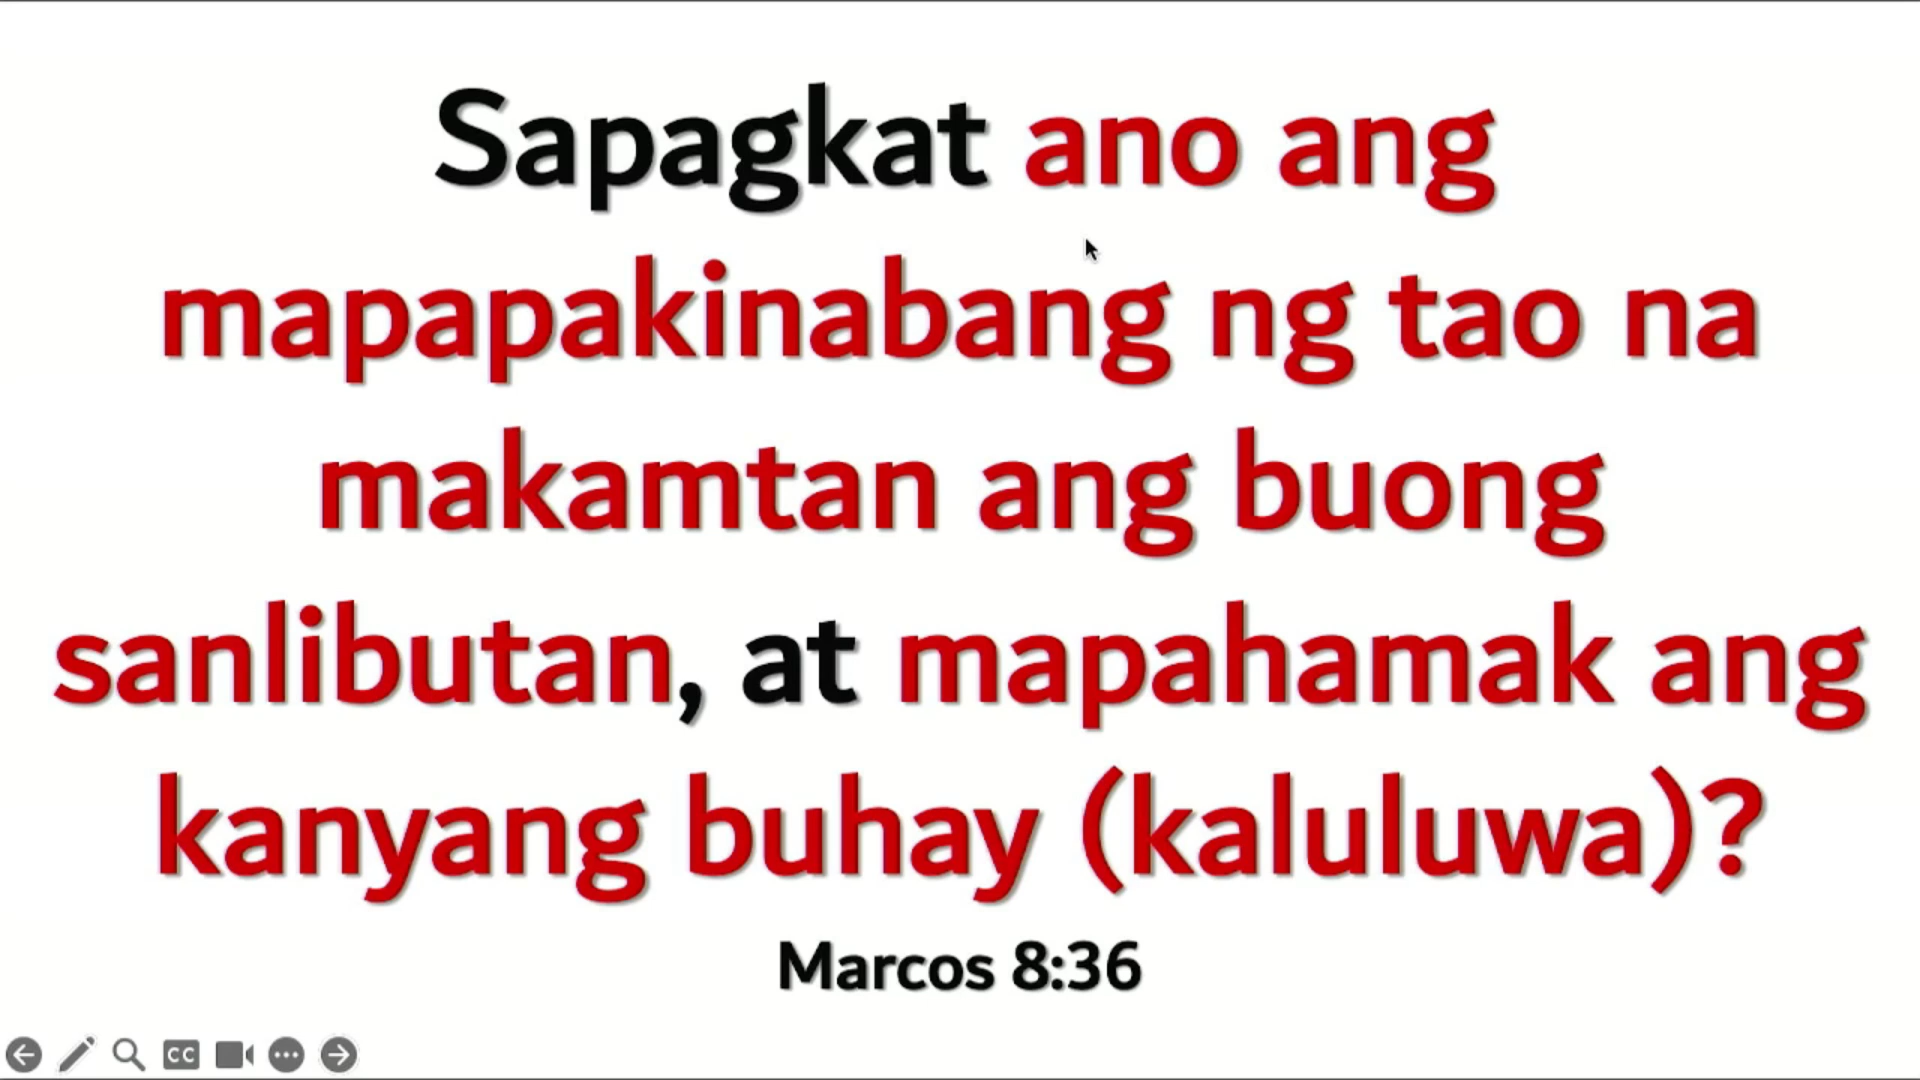 Sapagkat ano ang
mapapakinabang ng tao na
makamtan ang buong
sanlibutan, at mapahamak ang
kanyang buhay (kaluluwa)?
Marcos 8:36
CC